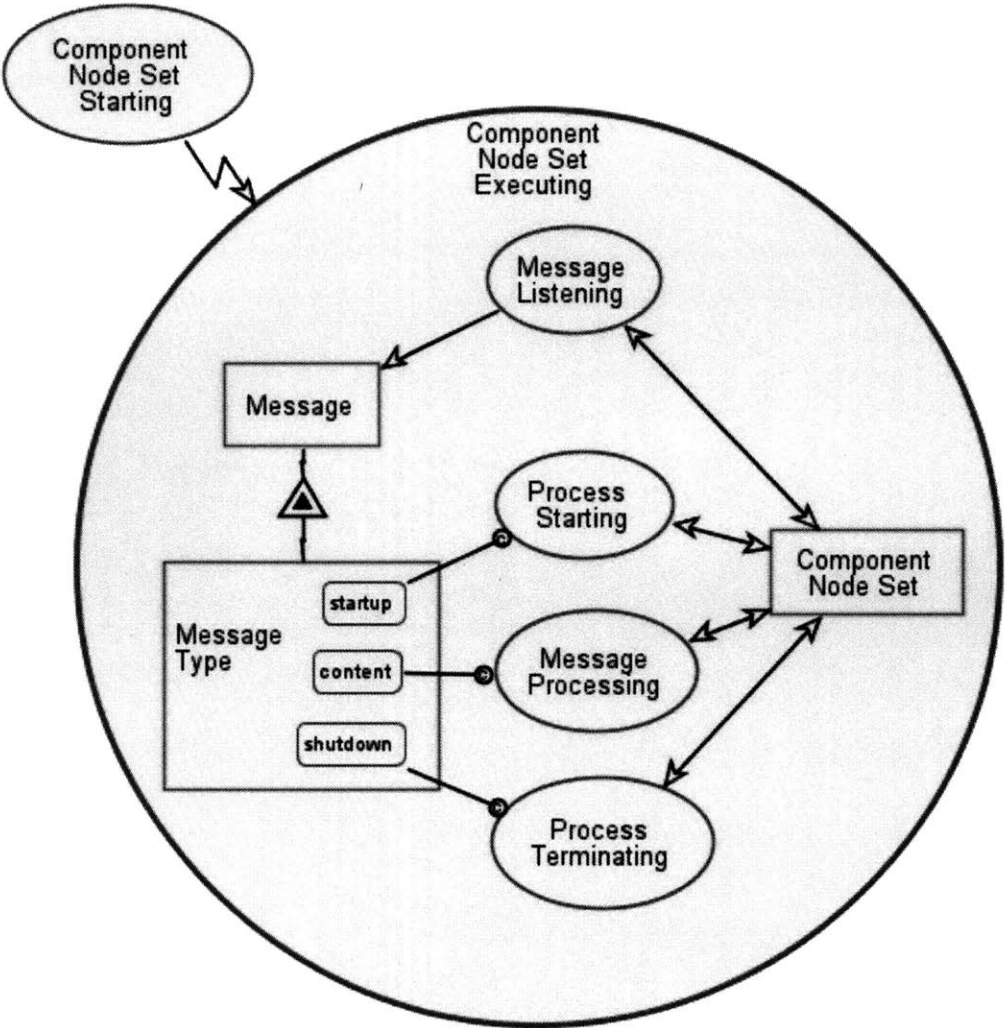 Component
Node Set
Starting
Component
Node Set
Executing
Message
Listening
Message
Process
Starting
Component
Node Set
startup
Message
Type
content
Message
Processing
shutdown
Process
Terminating